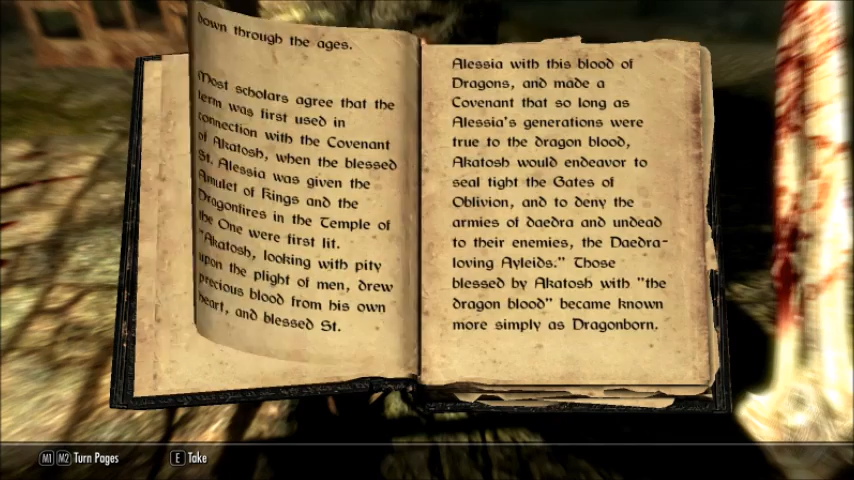 down through the ages.
Most scholars agree that the
term was first used in
connection with the Covenant
of Akatosh, when the blessed
St. Alessia was given the
Amulet of Kings and the
Dragonfires in the Temple of
the One were first lit.
"Akatosh, looking with pity
upon the plight of men, drew
precious blood from his own
heart, and blessed St.
Alessia with this blood of
Dragons, and made a
Covenant that so long as
Alessia's generations were
true to the dragon blood,
Akatosh would endeavor to
seal tight the Gates of
Oblivion, and to deny the
armies of daedra and undead
to their enemies, the Daedra-
loving Ayleids." Those
blessed by Akatosh with "the
dragon blood" became known
more simply as Dragonborn.
M1 M2 Turn Pages E Take